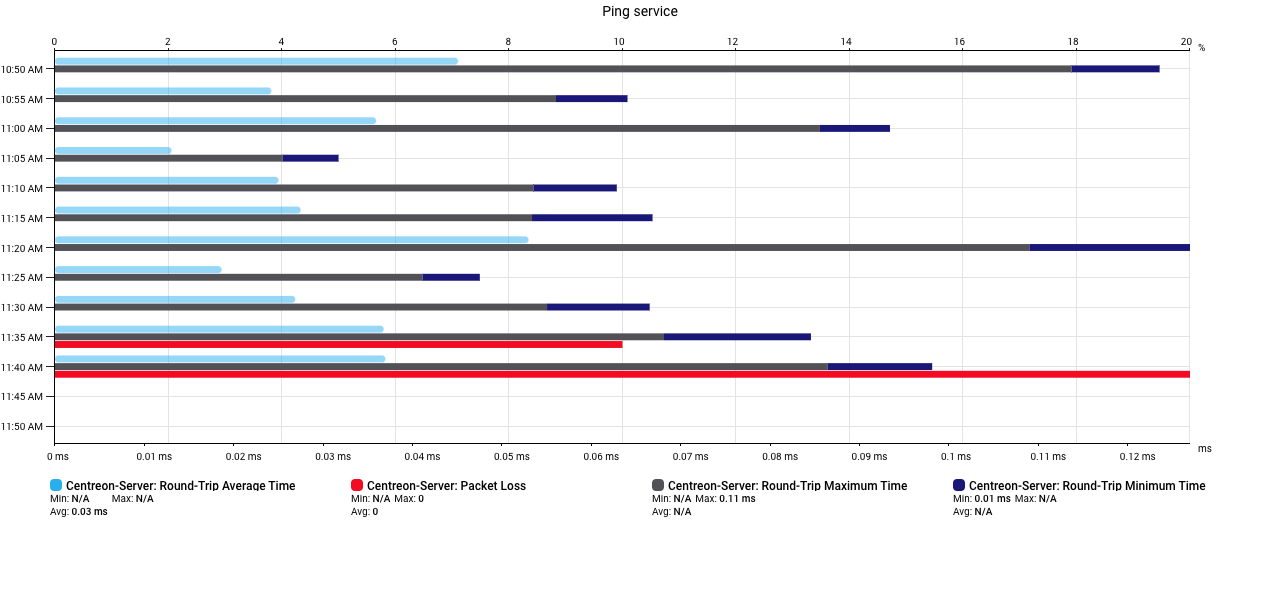 Ping service
0 2 4 6 8 10 12 14 16 18 20 %
10:50 AM
10:55 AM
11:00 AM
11:05 AM
11:10 AM
11:15 AM
11:20 AM
11:25 AM
11:30 AM
11:35 AM
11:40 AM
11:45 AM
11:50 AM
0 ms 0.01 ms 0.02 ms 0.03 ms 0.04 ms 0.05 ms 0.06 ms 0.07 ms 0.08 ms 0.09 ms 0.1 ms 0.11 ms 0.12 ms ms
Centreon-Server: Round-Trip Average Time
Min: N/A Max: N/A
Avg: 0.03 ms
Centreon-Server: Packet Loss
Min: N/A Max: 0
Avg: 0
Centreon-Server: Round-Trip Maximum Time
Min: N/A Max: 0.11 ms
Avg: N/A
Centreon-Server: Round-Trip Minimum Time
Min: 0.01 ms Max: N/A
Avg: N/A